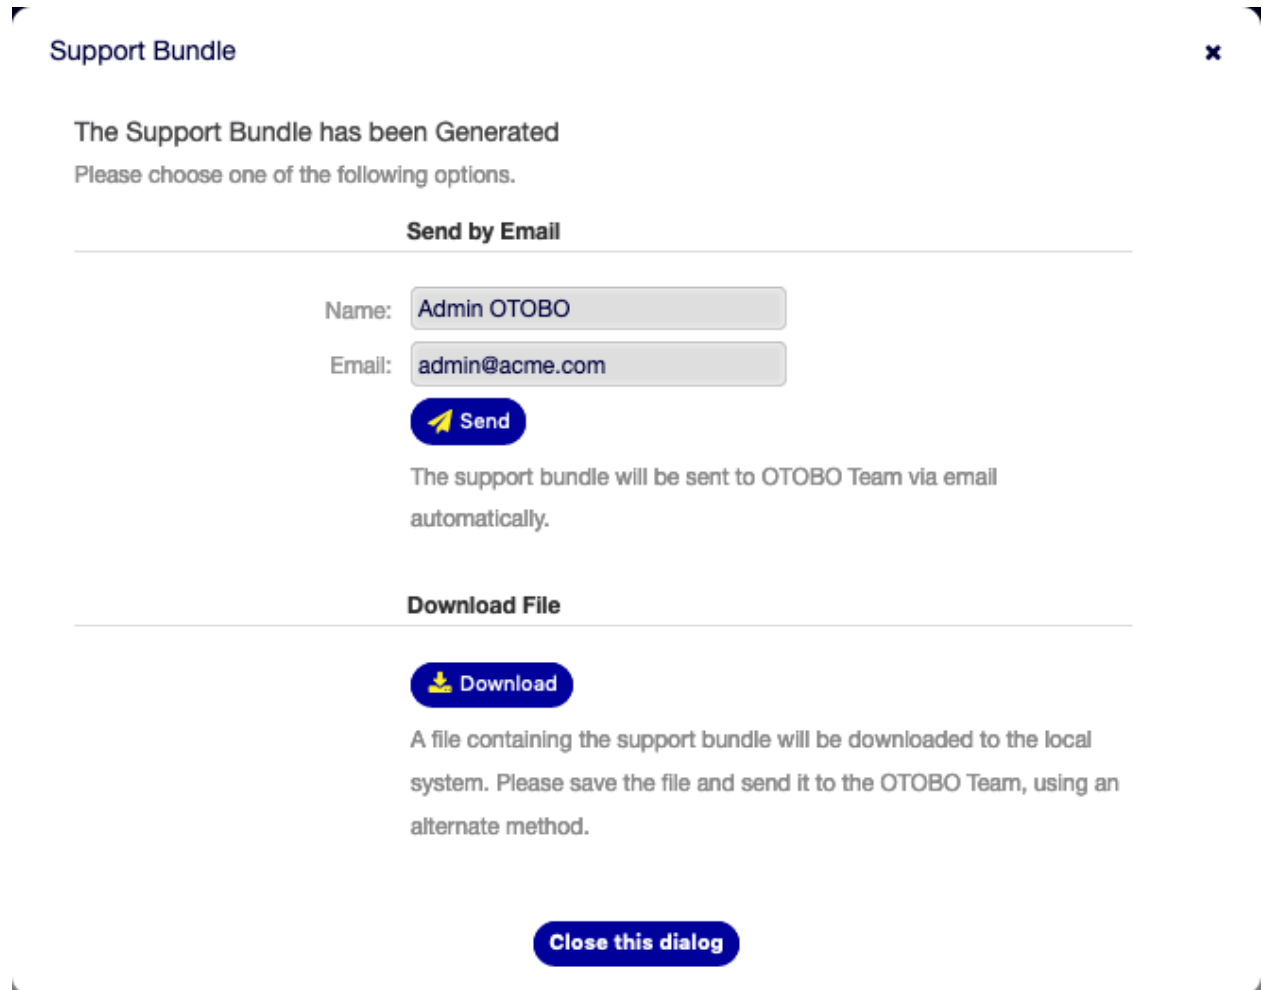 Support Bundle
The Support Bundle has been Generated
Please choose one of the following options.
Send by Email
Name: Admin OTOBO
Email: admin@acme.com
Send
The support bundle will be sent to OTOBO Team via email
automatically.
Download File
Download
A file containing the support bundle will be downloaded to the local
system. Please save the file and send it to the OTOBO Team, using an
alternate method.
Close this dialog